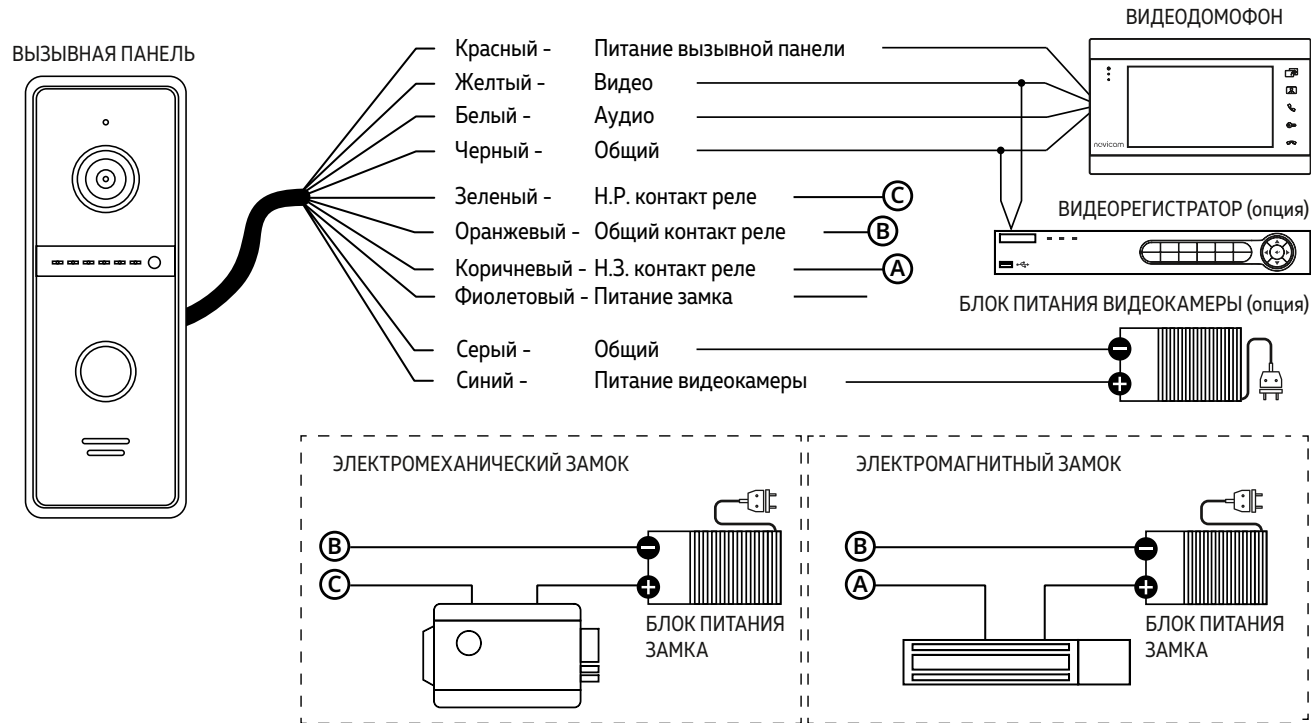 ВИДЕОДОМОФОН
ВЫЗЫВНАЯ ПАНЕЛЬ
Красный - Питание вызывной панели
Желтый - Видео
Белый - Аудио
Черный - Общий
novicom
Зеленый - Н.Р. контакт реле C
Оранжевый - Общий контакт реле B
Коричневый - Н.З. контакт реле A
Фиолетовый - Питание замка
ВИДЕОРЕГИСТРАТОР (опция)
БЛОК ПИТАНИЯ ВИДЕОКАМЕРЫ (опция)
Серый - Общий
Синий - Питание видеокамеры
ЭЛЕКТРОМЕХАНИЧЕСКИЙ ЗАМОК
B
C
БЛОК ПИТАНИЯ
ЗАМКА
ЭЛЕКТРОМАГНИТНЫЙ ЗАМОК
B
A
БЛОК ПИТАНИЯ
ЗАМКА